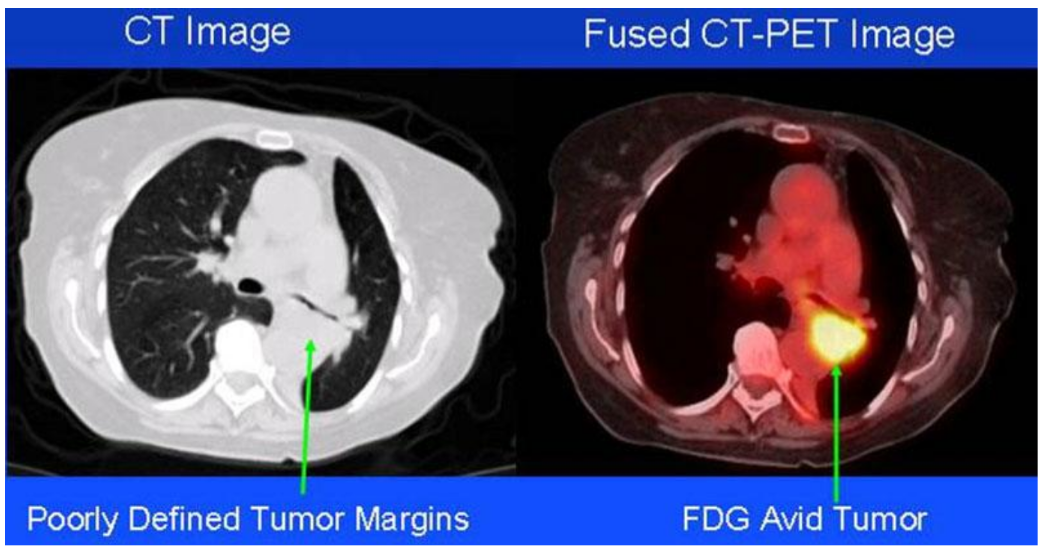 CT Image
Fused CT-PET Image
Poorly Defined Tumor Margins
FDG Avid Tumor